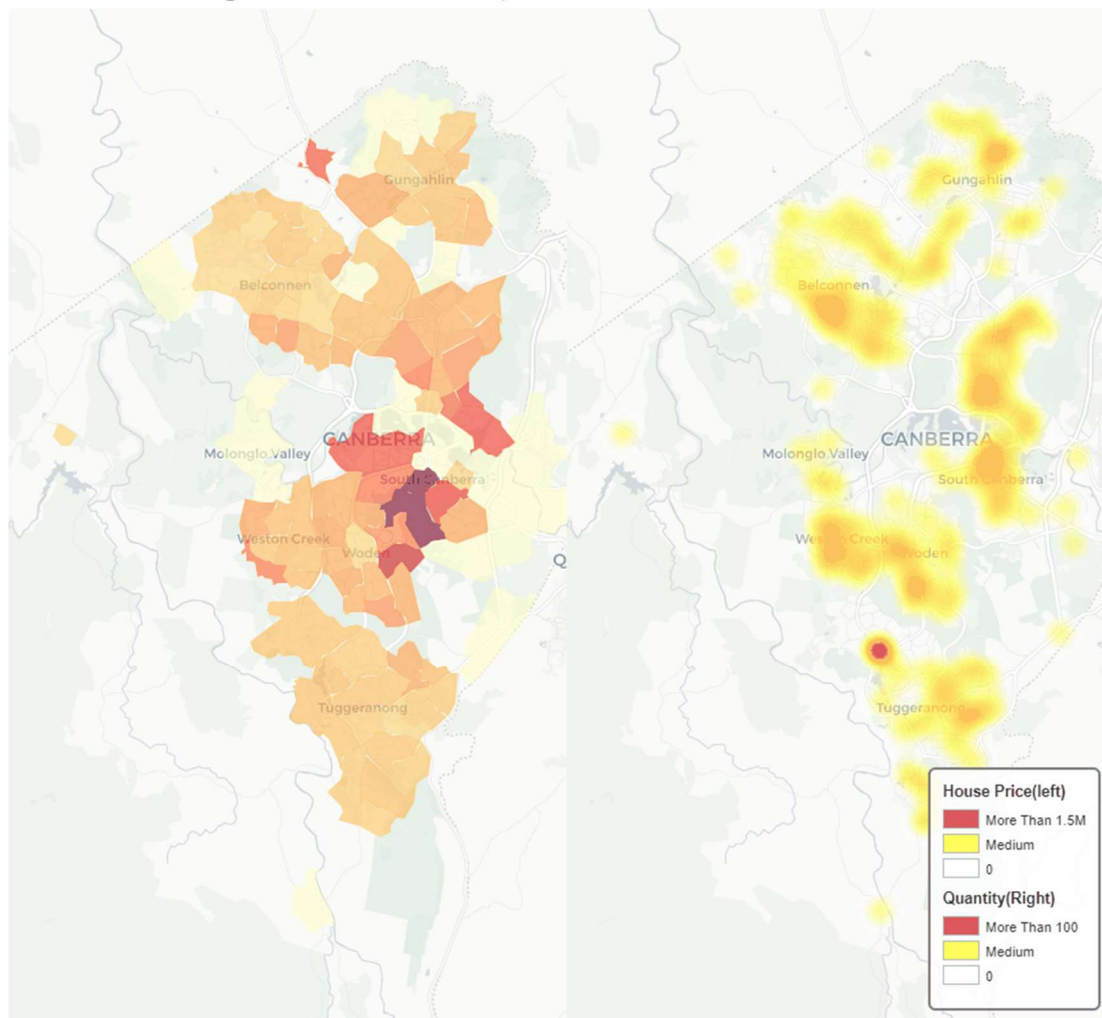 Gungahlin
Belconnen
CANBERRA
Molonglo Valley
South Canberra
Weston Creek
Woden
Q
Tuggeranong
Gungahlin
Belconnen
CANBERRA
Molonglo Valley
South Canberra
Weston Creek
Woden
Tuggeranong
House Price(left)
More Than 1.5M
Medium
0
Quantity(Right)
More Than 100
Medium
0